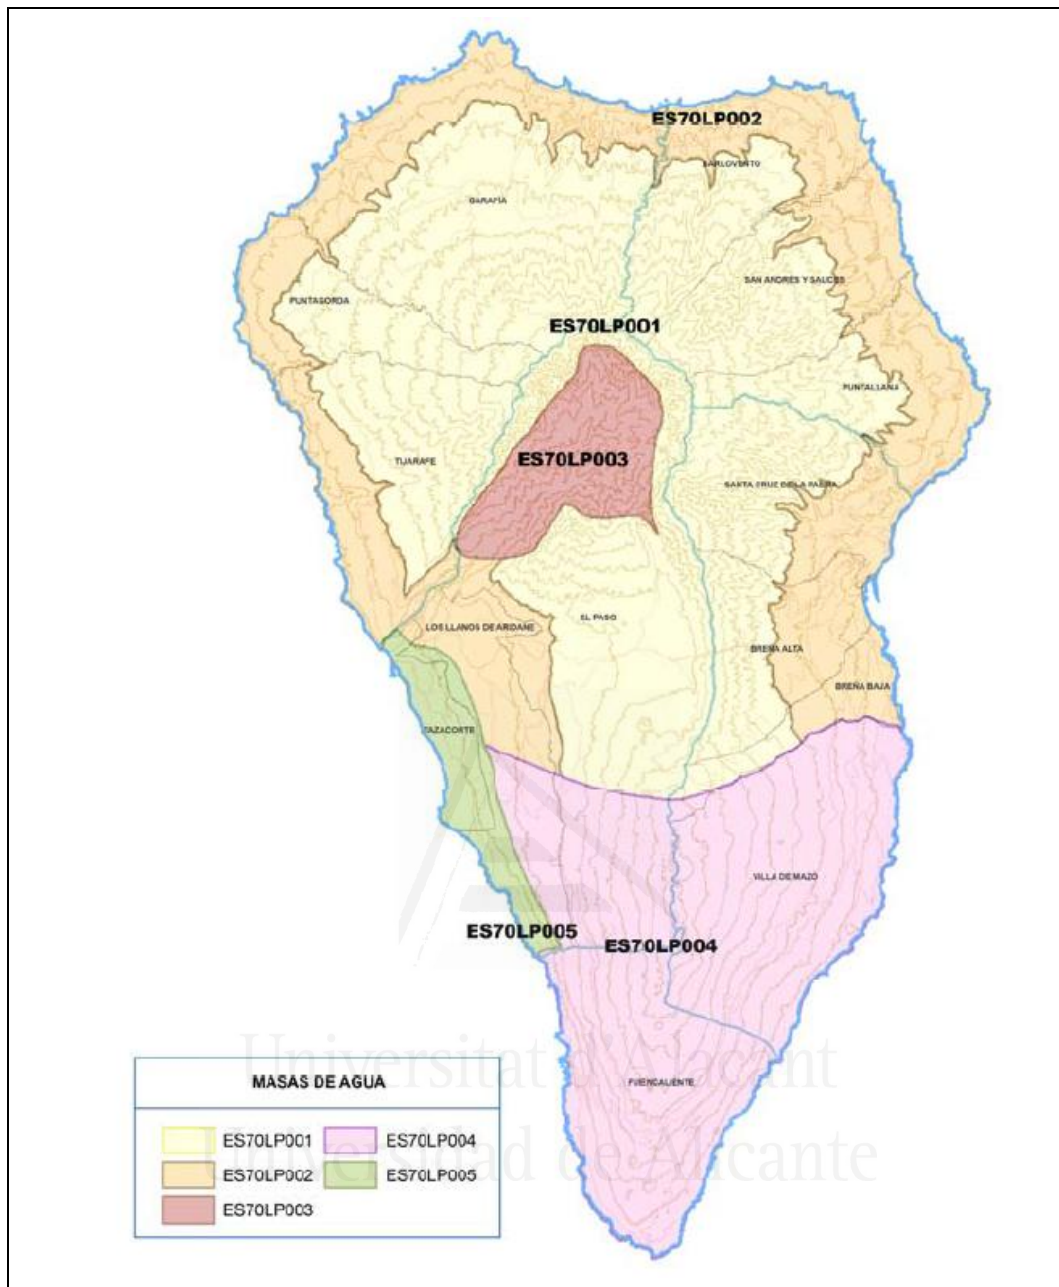 ES70LP002
BARLOVENTO
GARAFÍA
SAN ANDRES Y SAUCES
PUNTAGORDA
ES70LP001
PUNTALLANA
ES70LP003
TIJARAFE
SANTA CRUZ DE LA PALMA
EL PASO
LOS LLANOS DE ARIDANE
BREÑA ALTA
BREÑA BAJA
TAZACORTE
VILLA DE MAZO
ES70LP005
ES70LP004
FUENCALIENTE
Universitat d'Alacant
Universidad de Alicante
MASAS DE AGUA
ES70LP001
ES70LP004
ES70LP002
ES70LP005
ES70LP003